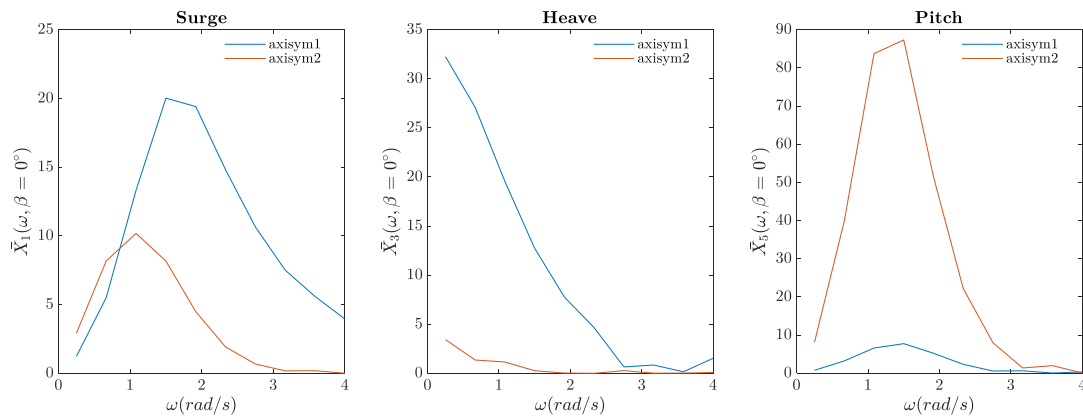 Surge
25
20
15
10
5
0
0 1 2 3 4
X̄₁(ω, β = 0°)
ω(rad/s)
axisym1
axisym2
Heave
35
30
25
20
15
10
5
0
0 1 2 3 4
X̄₃(ω, β = 0°)
ω(rad/s)
axisym1
axisym2
Pitch
90
80
70
60
50
40
30
20
10
0
0 1 2 3 4
X̄₅(ω, β = 0°)
ω(rad/s)
axisym1
axisym2